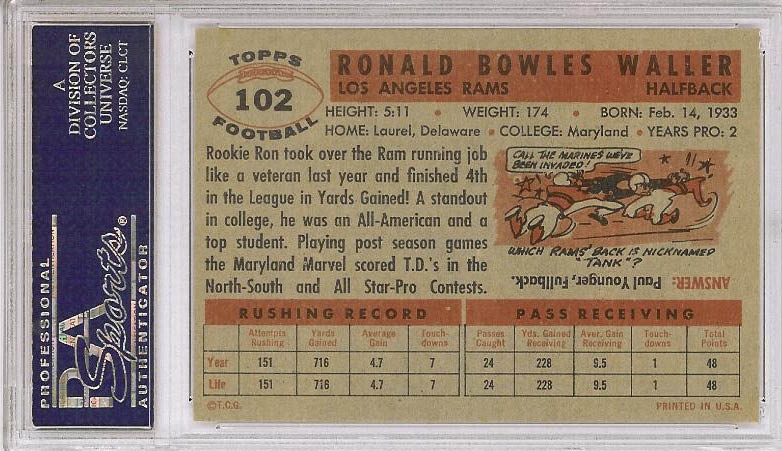 A
DIVISION OF
COLLECTORS
UNIVERSE
NASDAQ: CLCT
PROFESSIONAL
PSA
Sports®
AUTHENTICATOR
TOPPS
102
FOOTBALL
RONALD BOWLES WALLER
LOS ANGELES RAMS HALFBACK
HEIGHT: 5:11 • WEIGHT: 174 • BORN: Feb. 14, 1933
HOME: Laurel, Delaware • COLLEGE: Maryland • YEARS PRO: 2
Rookie Ron took over the Ram running job
like a veteran last year and finished 4th
in the League in Yards Gained! A standout
in college, he was an All-American and a
top student. Playing post season games
the Maryland Marvel scored T.D.'s in the
North-South and All Star-Pro Contests.
CALL THE MARINES WE'VE
BEEN INVADED!
WHICH RAMS' BACK IS NICKNAMED
"TANK"?
ANSWER: Paul Younger, Fullback.
RUSHING RECORD PASS RECEIVING
Attempts Rushing Yards Gained Average Gain Touch-downs Passes Caught Yds. Gained Receiving Aver. Gain Receiving Touch-downs Total Points
Year 151 716 4.7 7 24 228 9.5 1 48
Life 151 716 4.7 7 24 228 9.5 1 48
©T.C.G. PRINTED IN U.S.A.